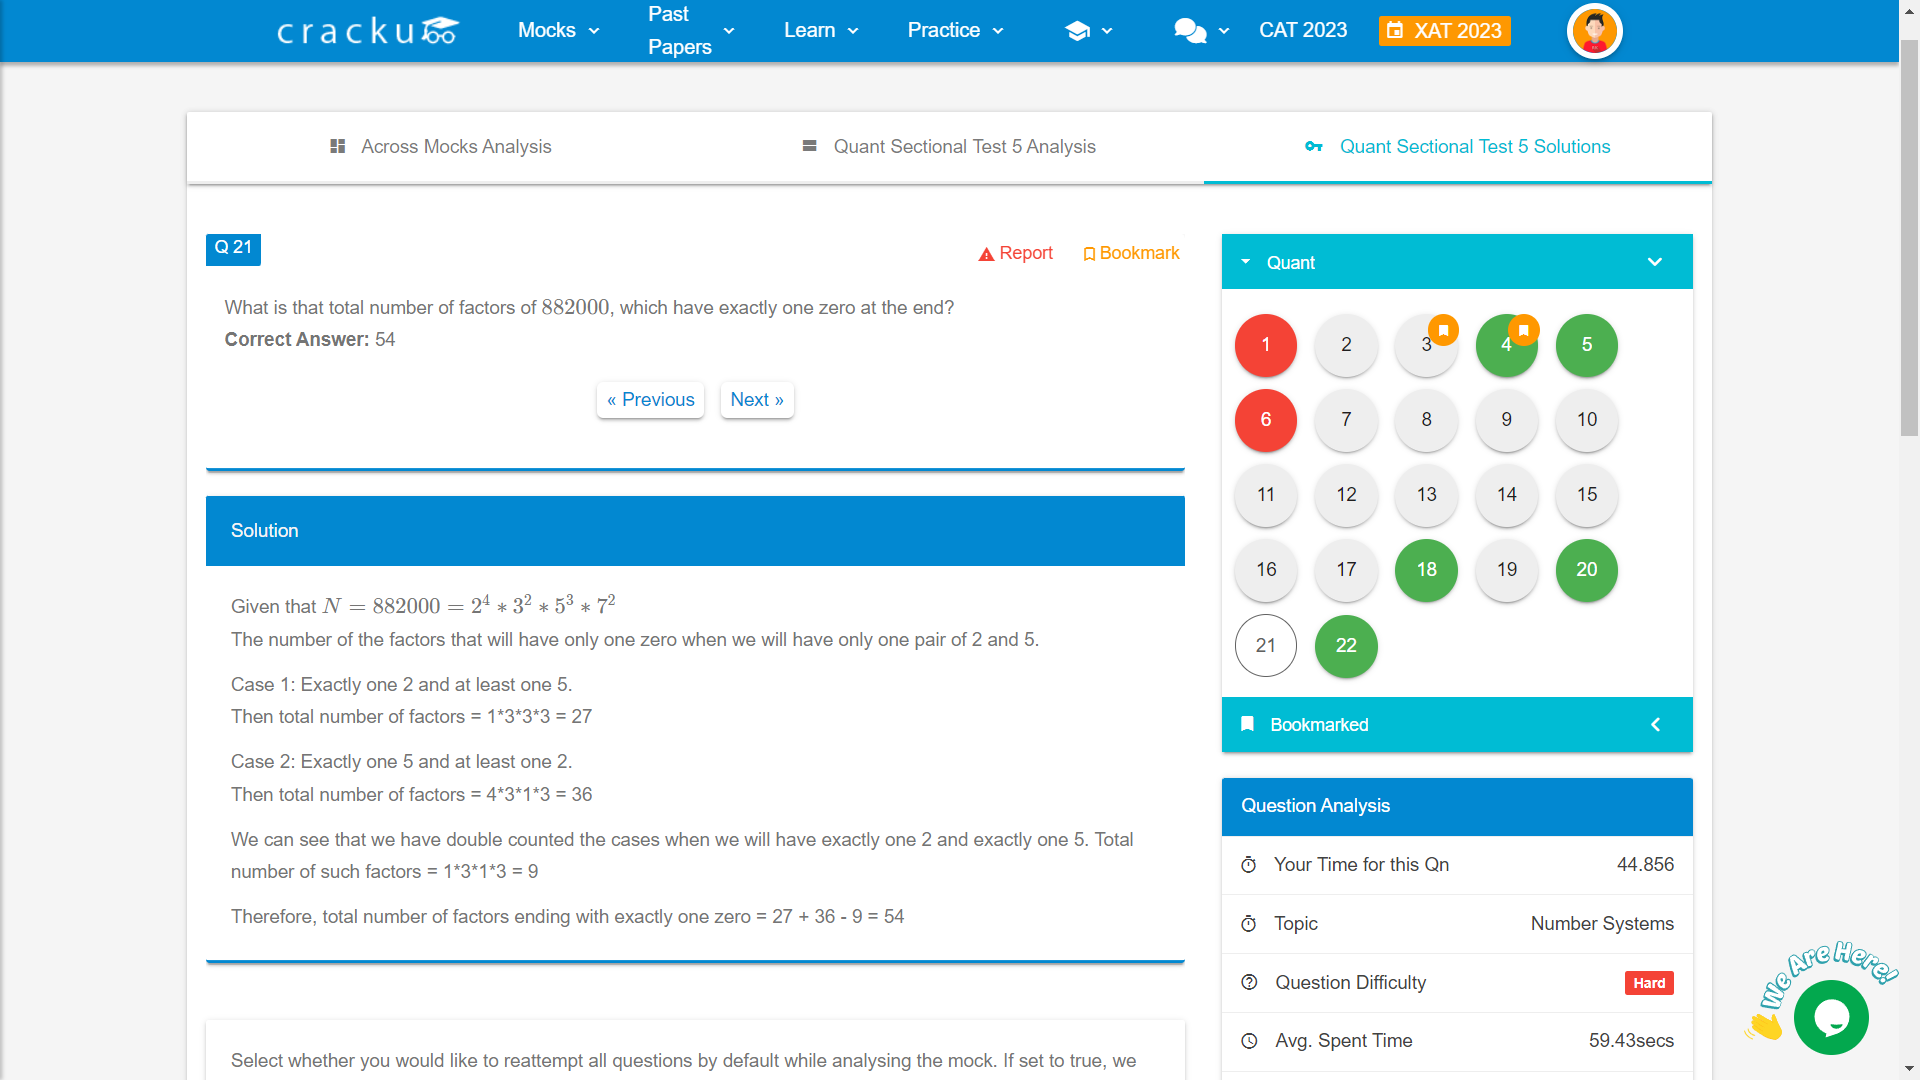 cracku
Mocks
Past
Papers
Learn
Practice
CAT 2023
XAT 2023
Across Mocks Analysis
Quant Sectional Test 5 Analysis
Quant Sectional Test 5 Solutions
Q 21
Report
Bookmark
What is that total number of factors of 882000, which have exactly one zero at the end?
Correct Answer: 54
« Previous
Next »
Solution
Given that N = 882000 = 2⁴ ∗ 3² ∗ 5³ ∗ 7²
The number of the factors that will have only one zero when we will have only one pair of 2 and 5.
Case 1: Exactly one 2 and at least one 5.
Then total number of factors = 1*3*3*3 = 27
Case 2: Exactly one 5 and at least one 2.
Then total number of factors = 4*3*1*3 = 36
We can see that we have double counted the cases when we will have exactly one 2 and exactly one 5. Total
number of such factors = 1*3*1*3 = 9
Therefore, total number of factors ending with exactly one zero = 27 + 36 - 9 = 54
Select whether you would like to reattempt all questions by default while analysing the mock. If set to true, we
Quant
1 2 3 4 5
6 7 8 9 10
11 12 13 14 15
16 17 18 19 20
21 22
Bookmarked
Question Analysis
Your Time for this Qn 44.856
Topic Number Systems
Question Difficulty Hard
Avg. Spent Time 59.43secs
We Are Here!